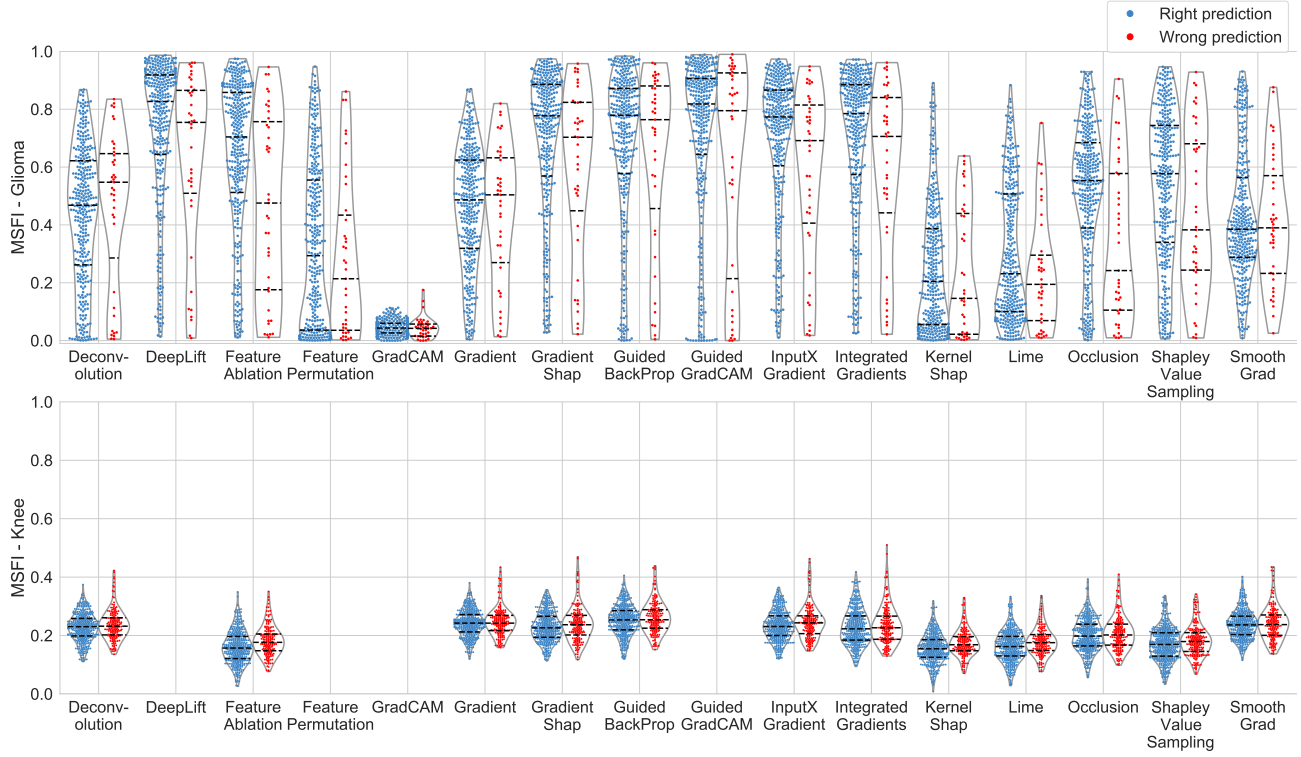 Right prediction
Wrong prediction
MSFI - Glioma
1.0
0.8
0.6
0.4
0.2
0.0
Deconv- DeepLift Feature Feature GradCAM Gradient Gradient Guided Guided InputX Integrated Kernel Lime Occlusion Shapley Smooth
olution Ablation Permutation Shap BackProp GradCAM Gradient Gradients Shap Value Grad
Sampling
MSFI - Knee
1.0
0.8
0.6
0.4
0.2
0.0
Deconv- DeepLift Feature Feature GradCAM Gradient Gradient Guided Guided InputX Integrated Kernel Lime Occlusion Shapley Smooth
olution Ablation Permutation Shap BackProp GradCAM Gradient Gradients Shap Value Grad
Sampling